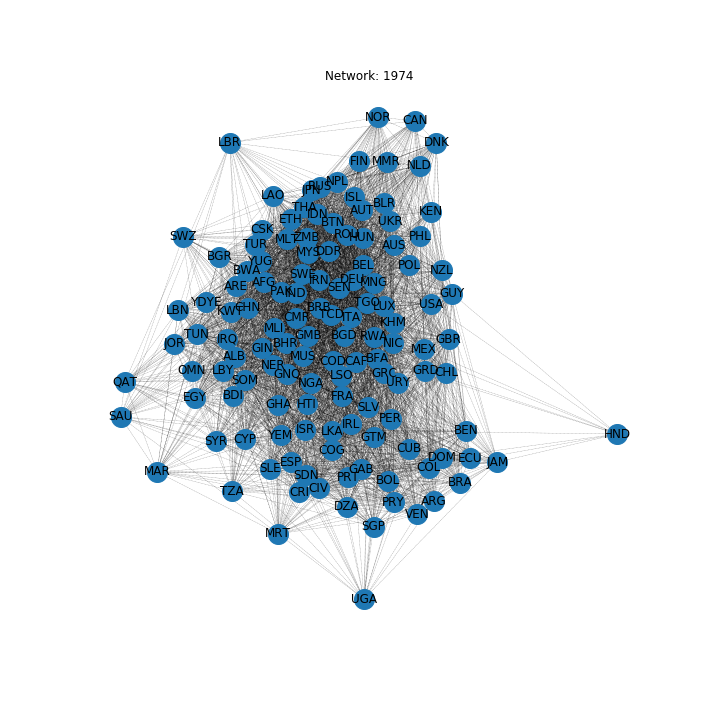 Network: 1974
NOR
CAN
LBR
DNK
FIN
MMR
NLD
NPL
RUS
LAO
ISL
BLR
THA
IDN
AUT
KEN
ETH
BTN
UKR
CSK
ZMB
ROU
HUN
SWZ
MLT
PHL
TUR
AUS
MYS
DDR
BGR
YUG
BEL
POL
BWA
NZL
SWE
IRN
DEU
MNG
AFG
ARE
SEN
PAK
IND
GUY
YDYE
TGO
USA
CHN
BRB
LUX
LBN
KWT
CMR
TCD
ITA
KHM
MLI
TUN
GMB
BGD
RWA
IRQ
GBR
JOR
BHR
NIC
GIN
MEX
ALB
MUS
BFA
COD
CAF
NER
OMN
LBY
GNQ
LSO
GRC
GRD
CHL
SOM
QAT
NGA
URY
BDI
FRA
EGY
GHA
HTI
SLV
SAU
PER
IRL
ISR
LKA
BEN
YEM
GTM
HND
CYP
SYR
COG
CUB
DOM
ECU
ESP
JAM
SLE
GAB
COL
MAR
SDN
PRT
BOL
BRA
CIV
TZA
CRI
PRY
ARG
DZA
VEN
SGP
MRT
UGA